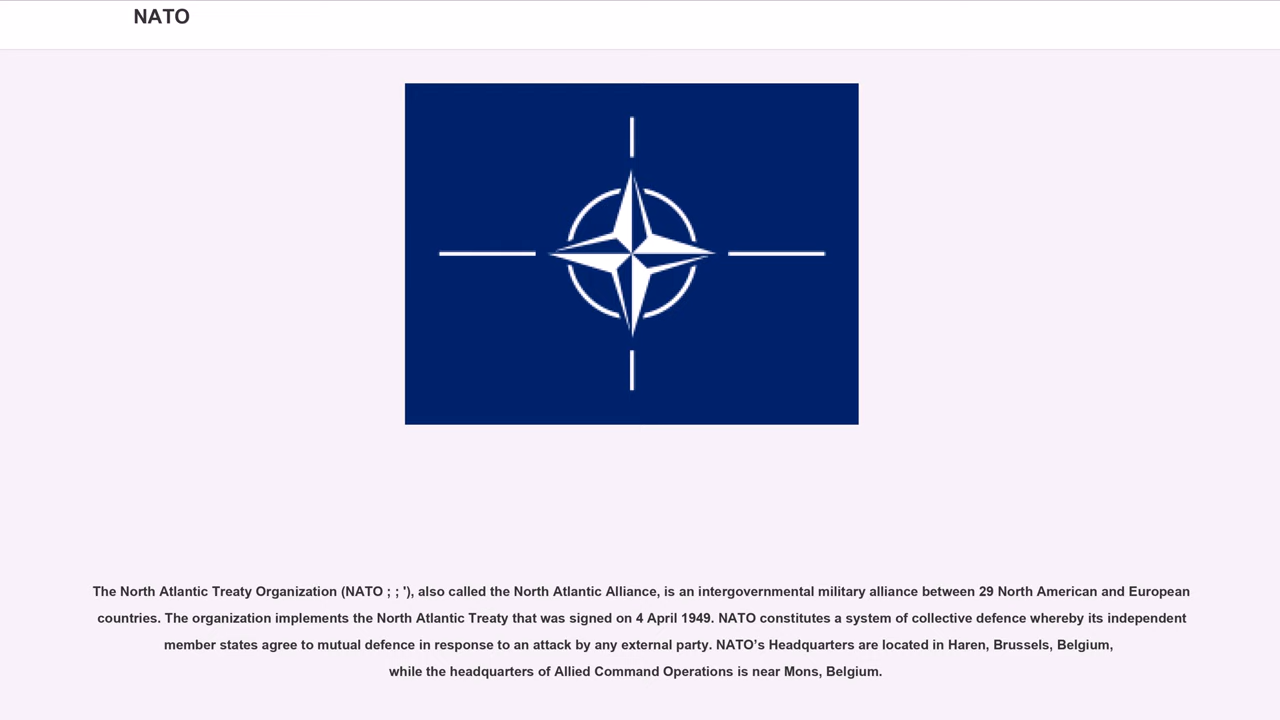 NATO
The North Atlantic Treaty Organization (NATO ; ; '), also called the North Atlantic Alliance, is an intergovernmental military alliance between 29 North American and European
countries. The organization implements the North Atlantic Treaty that was signed on 4 April 1949. NATO constitutes a system of collective defence whereby its independent
member states agree to mutual defence in response to an attack by any external party. NATO’s Headquarters are located in Haren, Brussels, Belgium,
while the headquarters of Allied Command Operations is near Mons, Belgium.